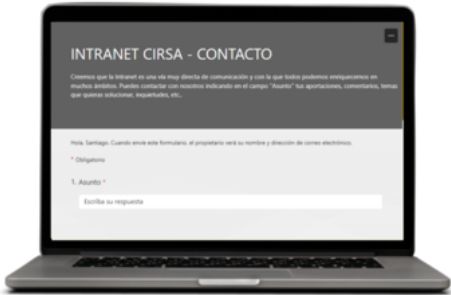 INTRANET CIRSA - CONTACTO
Creemos que la Intranet es una vía muy directa de comunicación y con la que todos podemos enriquecernos en
muchos ámbitos. Puedes contactar con nosotros indicando en el campo "Asunto" tus aportaciones, comentarios, temas
que quieras solucionar, inquietudes, etc..
Hola, Santiago. Cuando envíe este formulario, el propietario verá su nombre y dirección de correo electrónico.
* Obligatorio
1. Asunto *
Escriba su respuesta